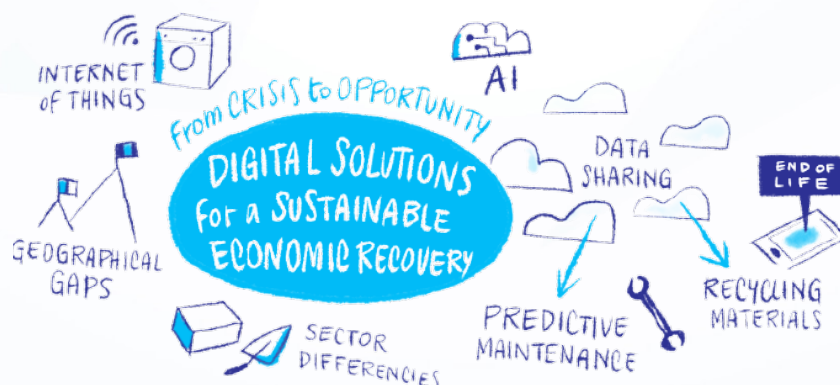 INTERNET
of THINGS
AI
From CRISIS to OPPORTUNITY
DIGITAL SOLUTIONS
For a SUSTAINABLE
ECONOMIC RECOVERY
DATA
SHARING
END OF
LIFE
GEOGRAPHICAL
GAPS
SECTOR
DIFFERENCIES
PREDICTIVE
MAINTENANCE
RECYCLING
MATERIALS